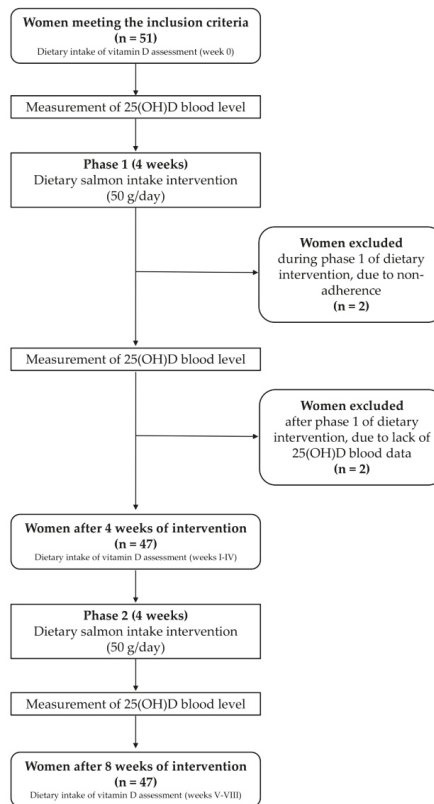 Women meeting the inclusion criteria
(n = 51)
Dietary intake of vitamin D assessment (week 0)
Measurement of 25(OH)D blood level
Phase 1 (4 weeks)
Dietary salmon intake intervention
(50 g/day)
Women excluded
during phase 1 of dietary
intervention, due to non-
adherence
(n = 2)
Measurement of 25(OH)D blood level
Women excluded
after phase 1 of dietary
intervention, due to lack of
25(OH)D blood data
(n = 2)
Women after 4 weeks of intervention
(n = 47)
Dietary intake of vitamin D assessment (weeks I-IV)
Phase 2 (4 weeks)
Dietary salmon intake intervention
(50 g/day)
Measurement of 25(OH)D blood level
Women after 8 weeks of intervention
(n = 47)
Dietary intake of vitamin D assessment (weeks V-VIII)